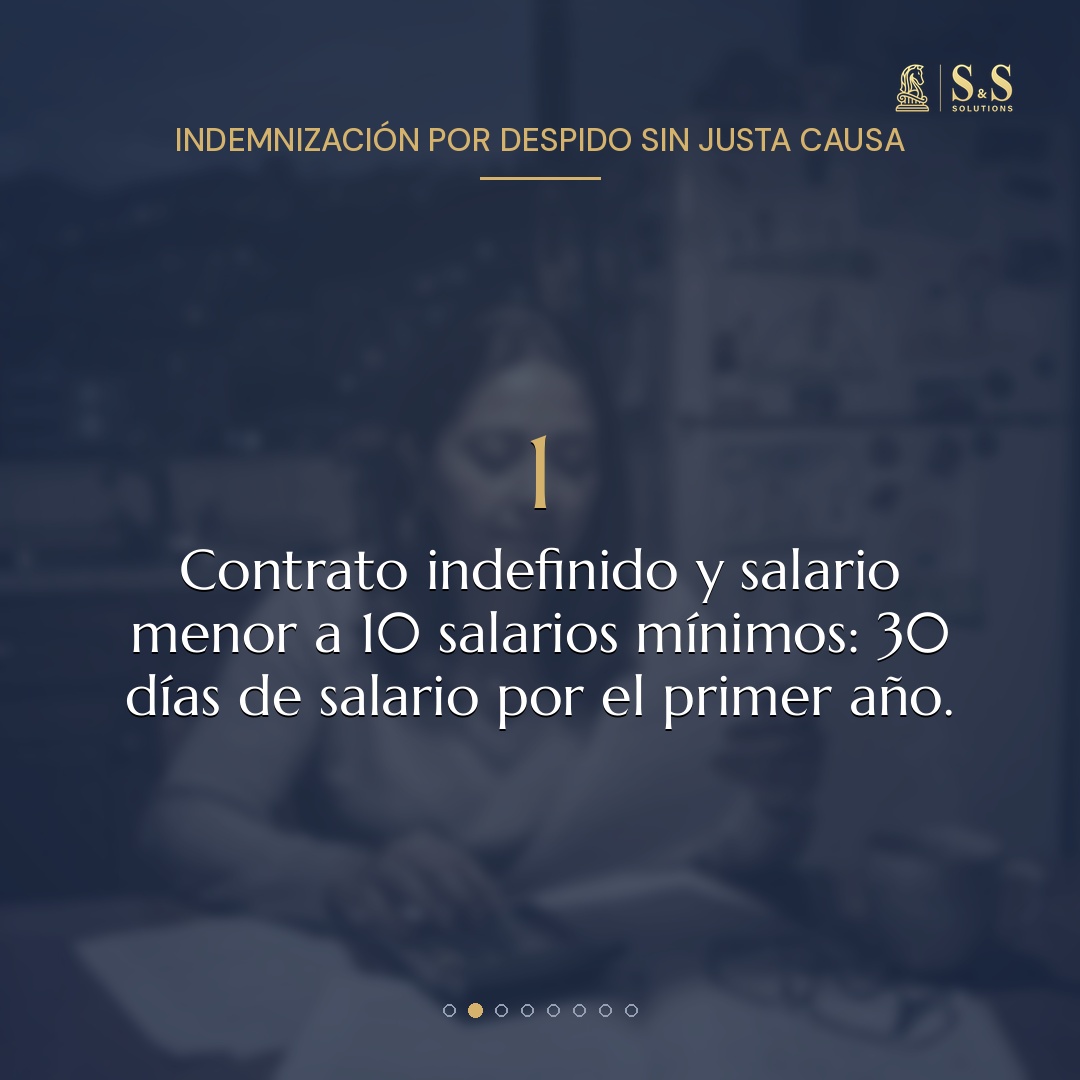 S&S
SOLUTIONS
INDEMNIZACIÓN POR DESPIDO SIN JUSTA CAUSA
1
Contrato indefinido y salario
menor a 10 salarios mínimos: 30
días de salario por el primer año.